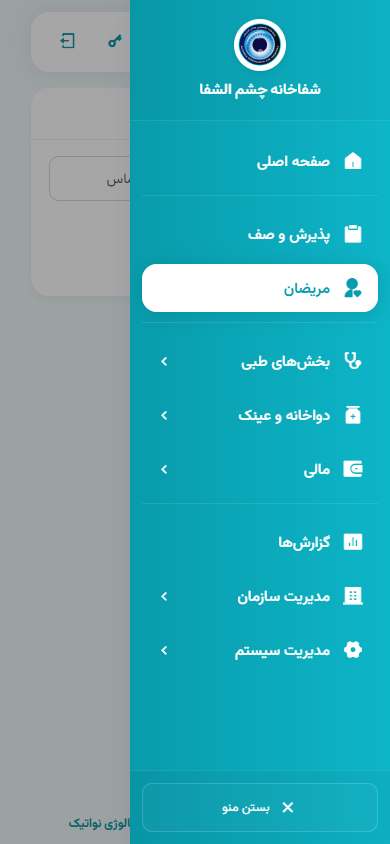 شفاخانه چشم الشفا
صفحه اصلی
پذیرش و صف
مریضان
بخش‌های طبی
دواخانه و عینک
مالی
گزارش‌ها
مدیریت سازمان
مدیریت سیستم
بستن منو
نواتیک